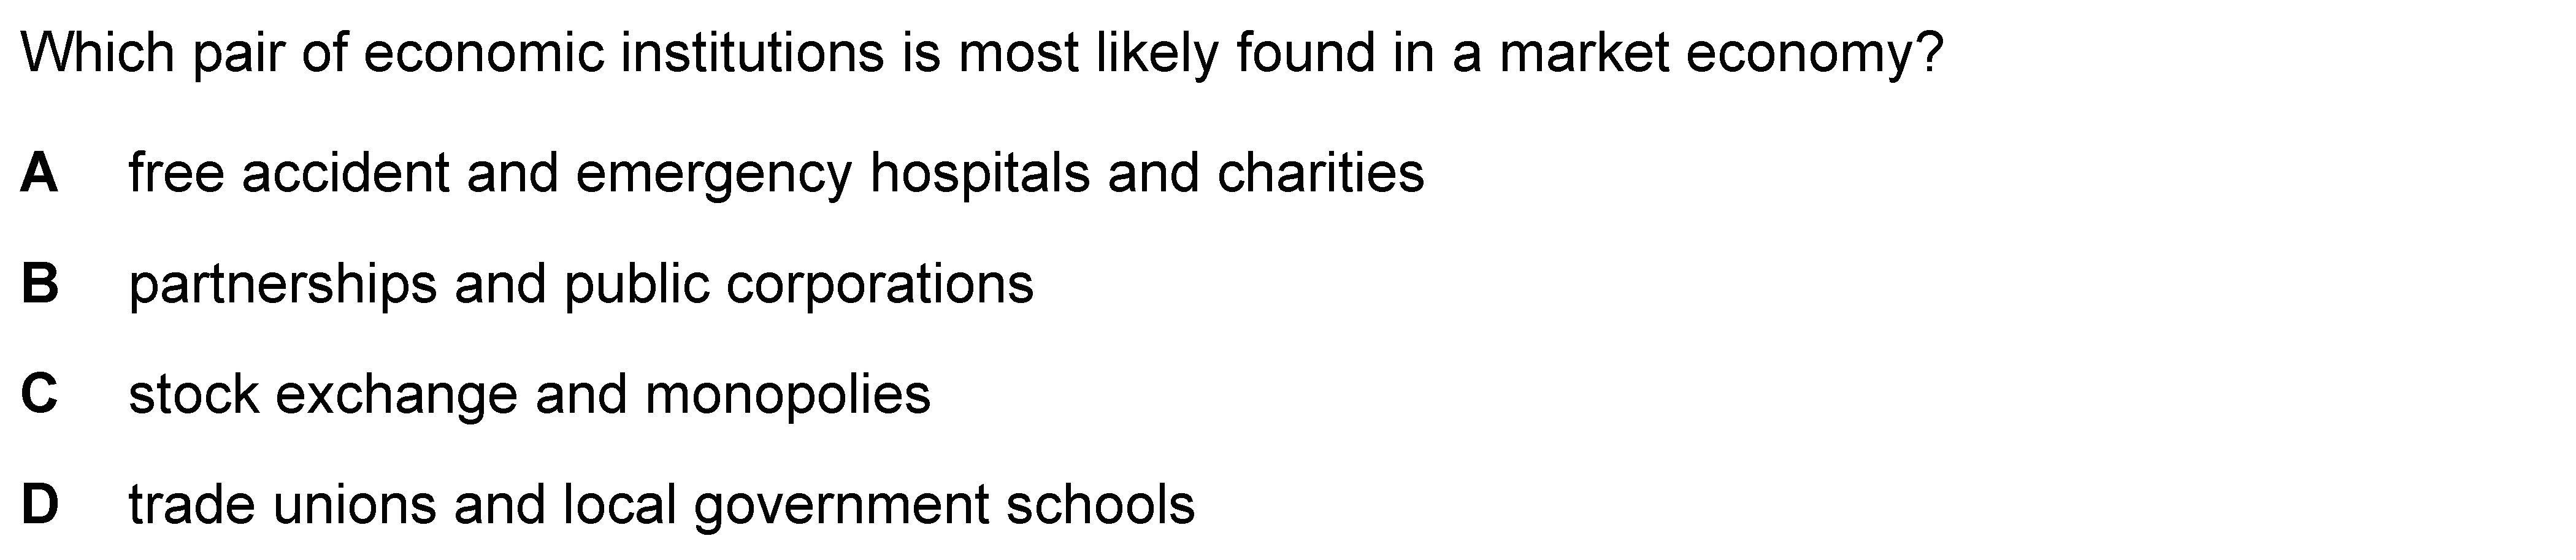 Which pair of economic institutions is most likely found in a market economy?
A free accident and emergency hospitals and charities
B partnerships and public corporations
C stock exchange and monopolies
D trade unions and local government schools